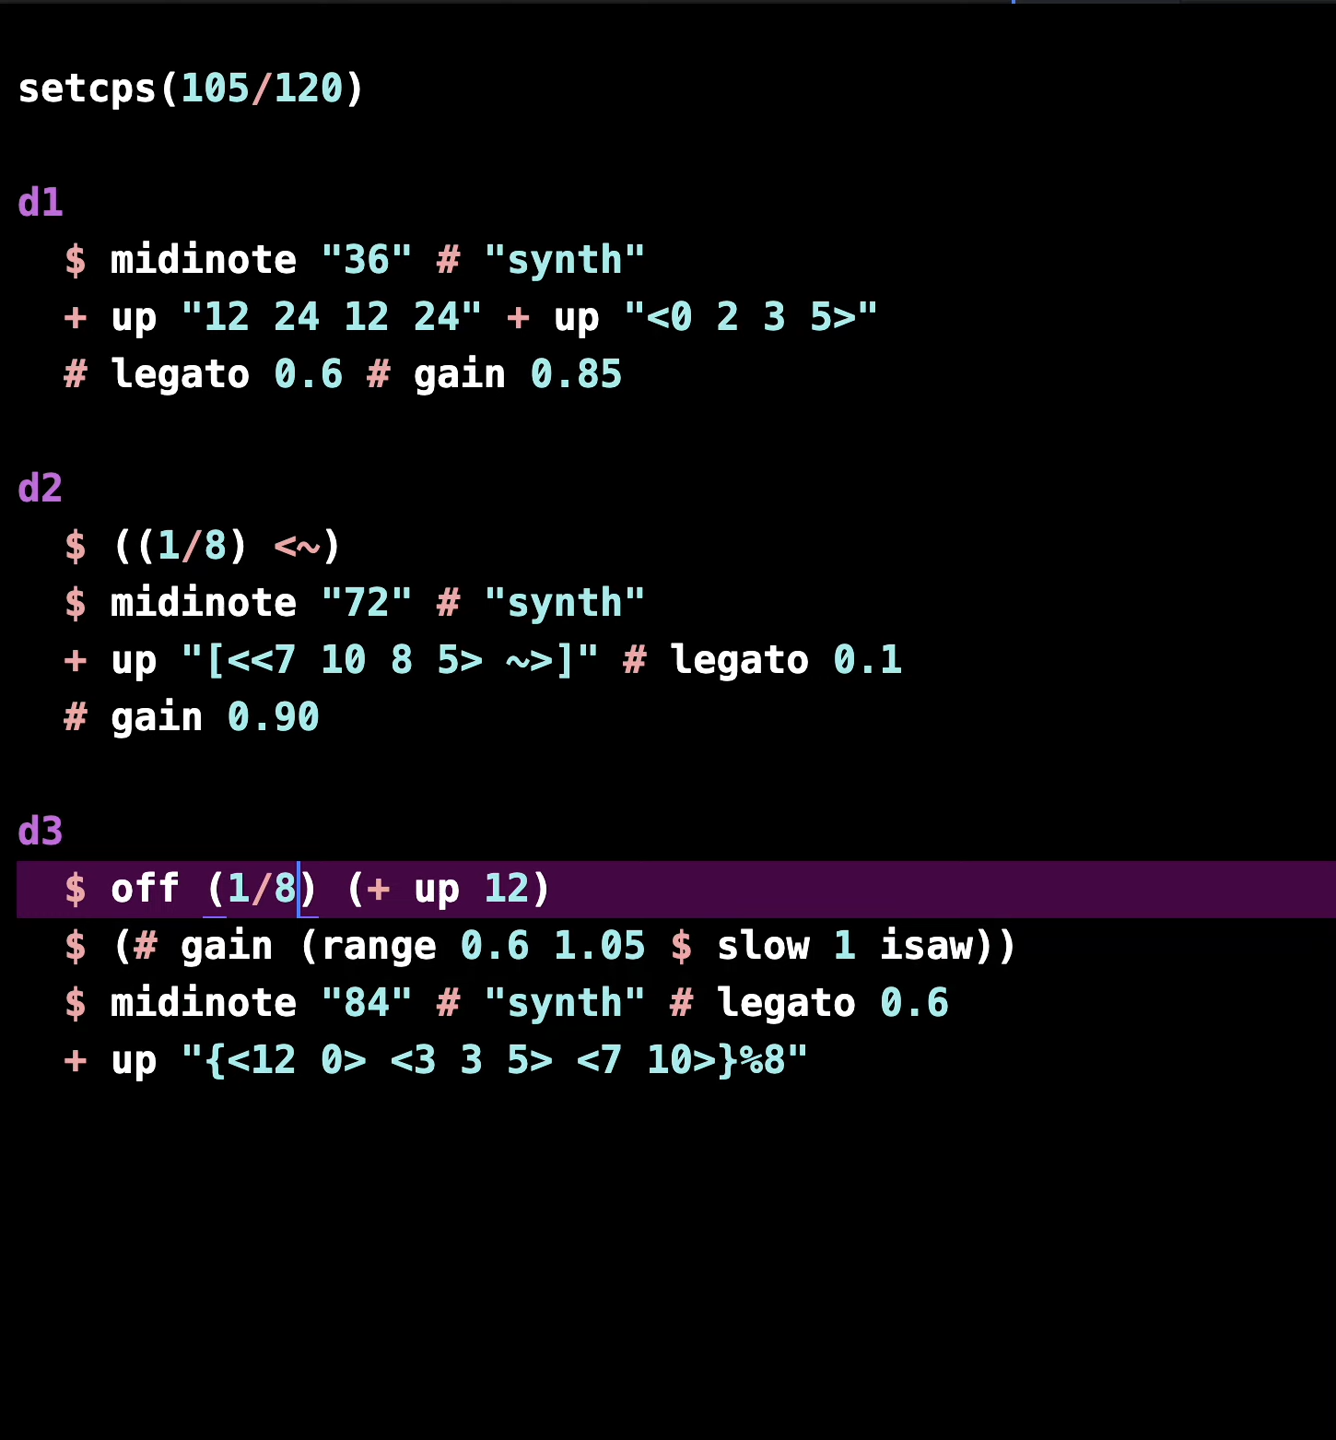 setcps(105/120)
d1
$ midinote "36" # "synth"
+ up "12 24 12 24" + up "<0 2 3 5>"
# legato 0.6 # gain 0.85
d2
$ ((1/8) <~)
$ midinote "72" # "synth"
+ up "[<<7 10 8 5> ~>]" # legato 0.1
# gain 0.90
d3
$ off (1/8) (+ up 12)
$ (# gain (range 0.6 1.05 $ slow 1 isaw))
$ midinote "84" # "synth" # legato 0.6
+ up "{<12 0> <3 3 5> <7 10>}%8"